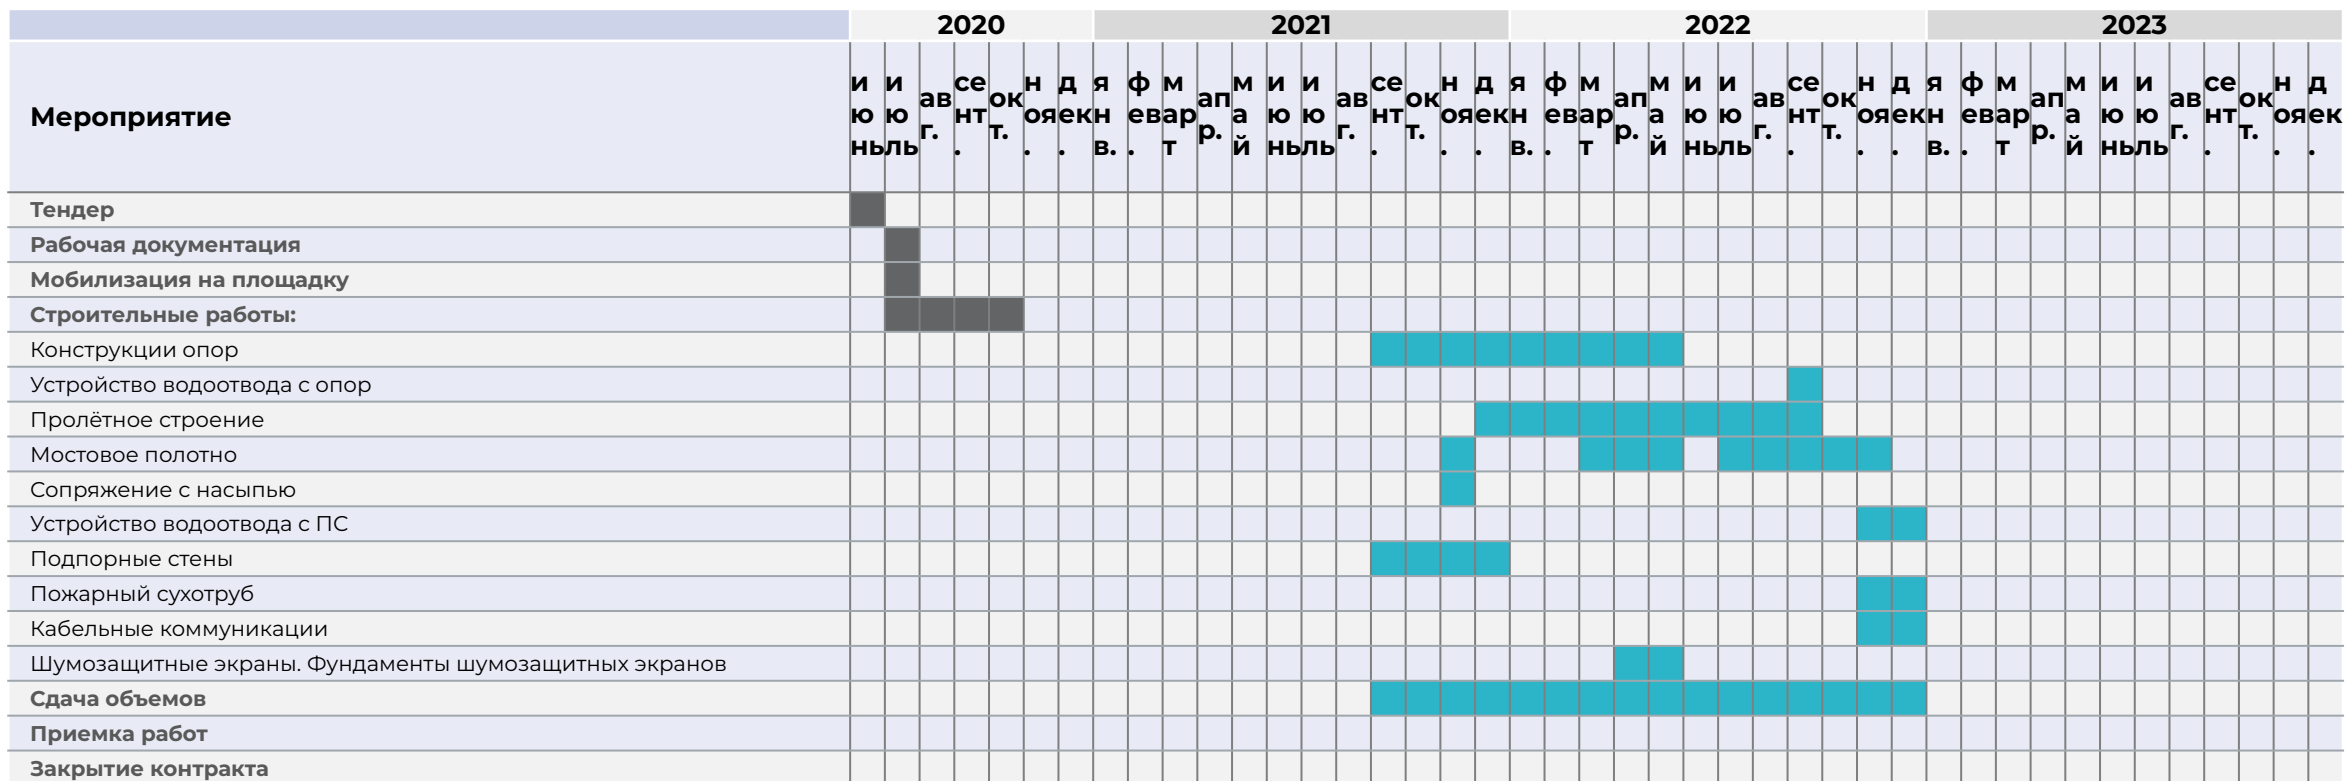 2020 2021 2022 2023
Мероприятие июнь июль авг. сент. окт. ноя. дек. янв. фев. март апр. май июнь июль авг. сент. окт. ноя. дек. янв. фев. март апр. май июнь июль авг. сент. окт. ноя. дек. янв. фев. март апр. май июнь июль авг. сент. окт. ноя. дек.
Тендер
Рабочая документация
Мобилизация на площадку
Строительные работы:
Конструкции опор
Устройство водоотвода с опор
Пролётное строение
Мостовое полотно
Сопряжение с насыпью
Устройство водоотвода с ПС
Подпорные стены
Пожарный сухотруб
Кабельные коммуникации
Шумозащитные экраны. Фундаменты шумозащитных экранов
Сдача объемов
Приемка работ
Закрытие контракта